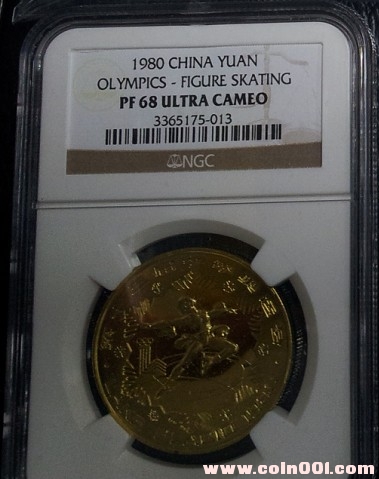 1980 CHINA YUAN
OLYMPICS - FIGURE SKATING
PF 68 ULTRA CAMEO
3365175-013
NGC
www.coin001.com